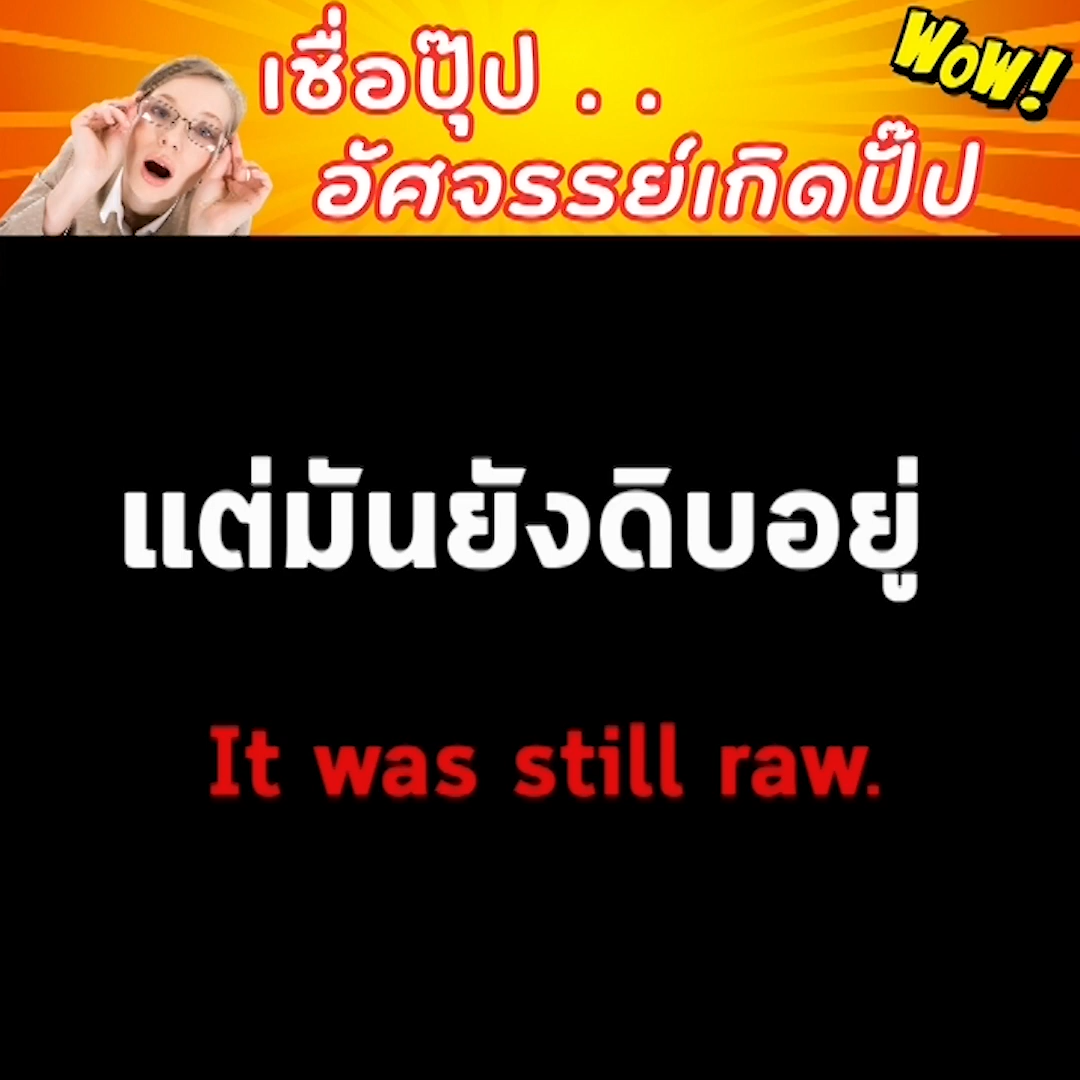 เชื่อปุ๊ป . .
WOW!
อัศจรรย์เกิดปั๊ป
แต่มันยังดิบอยู่
It was still raw.